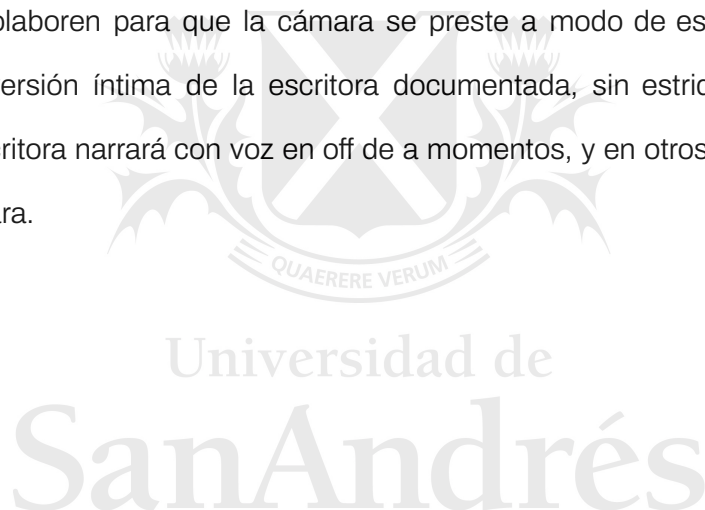 olaboren para que la cámara se preste a modo de es
ersión íntima de la escritora documentada, sin estric
ritora narrará con voz en off de a momentos, y en otros
ra.
QUAERERE VERUM
Universidad de
SanAndrés